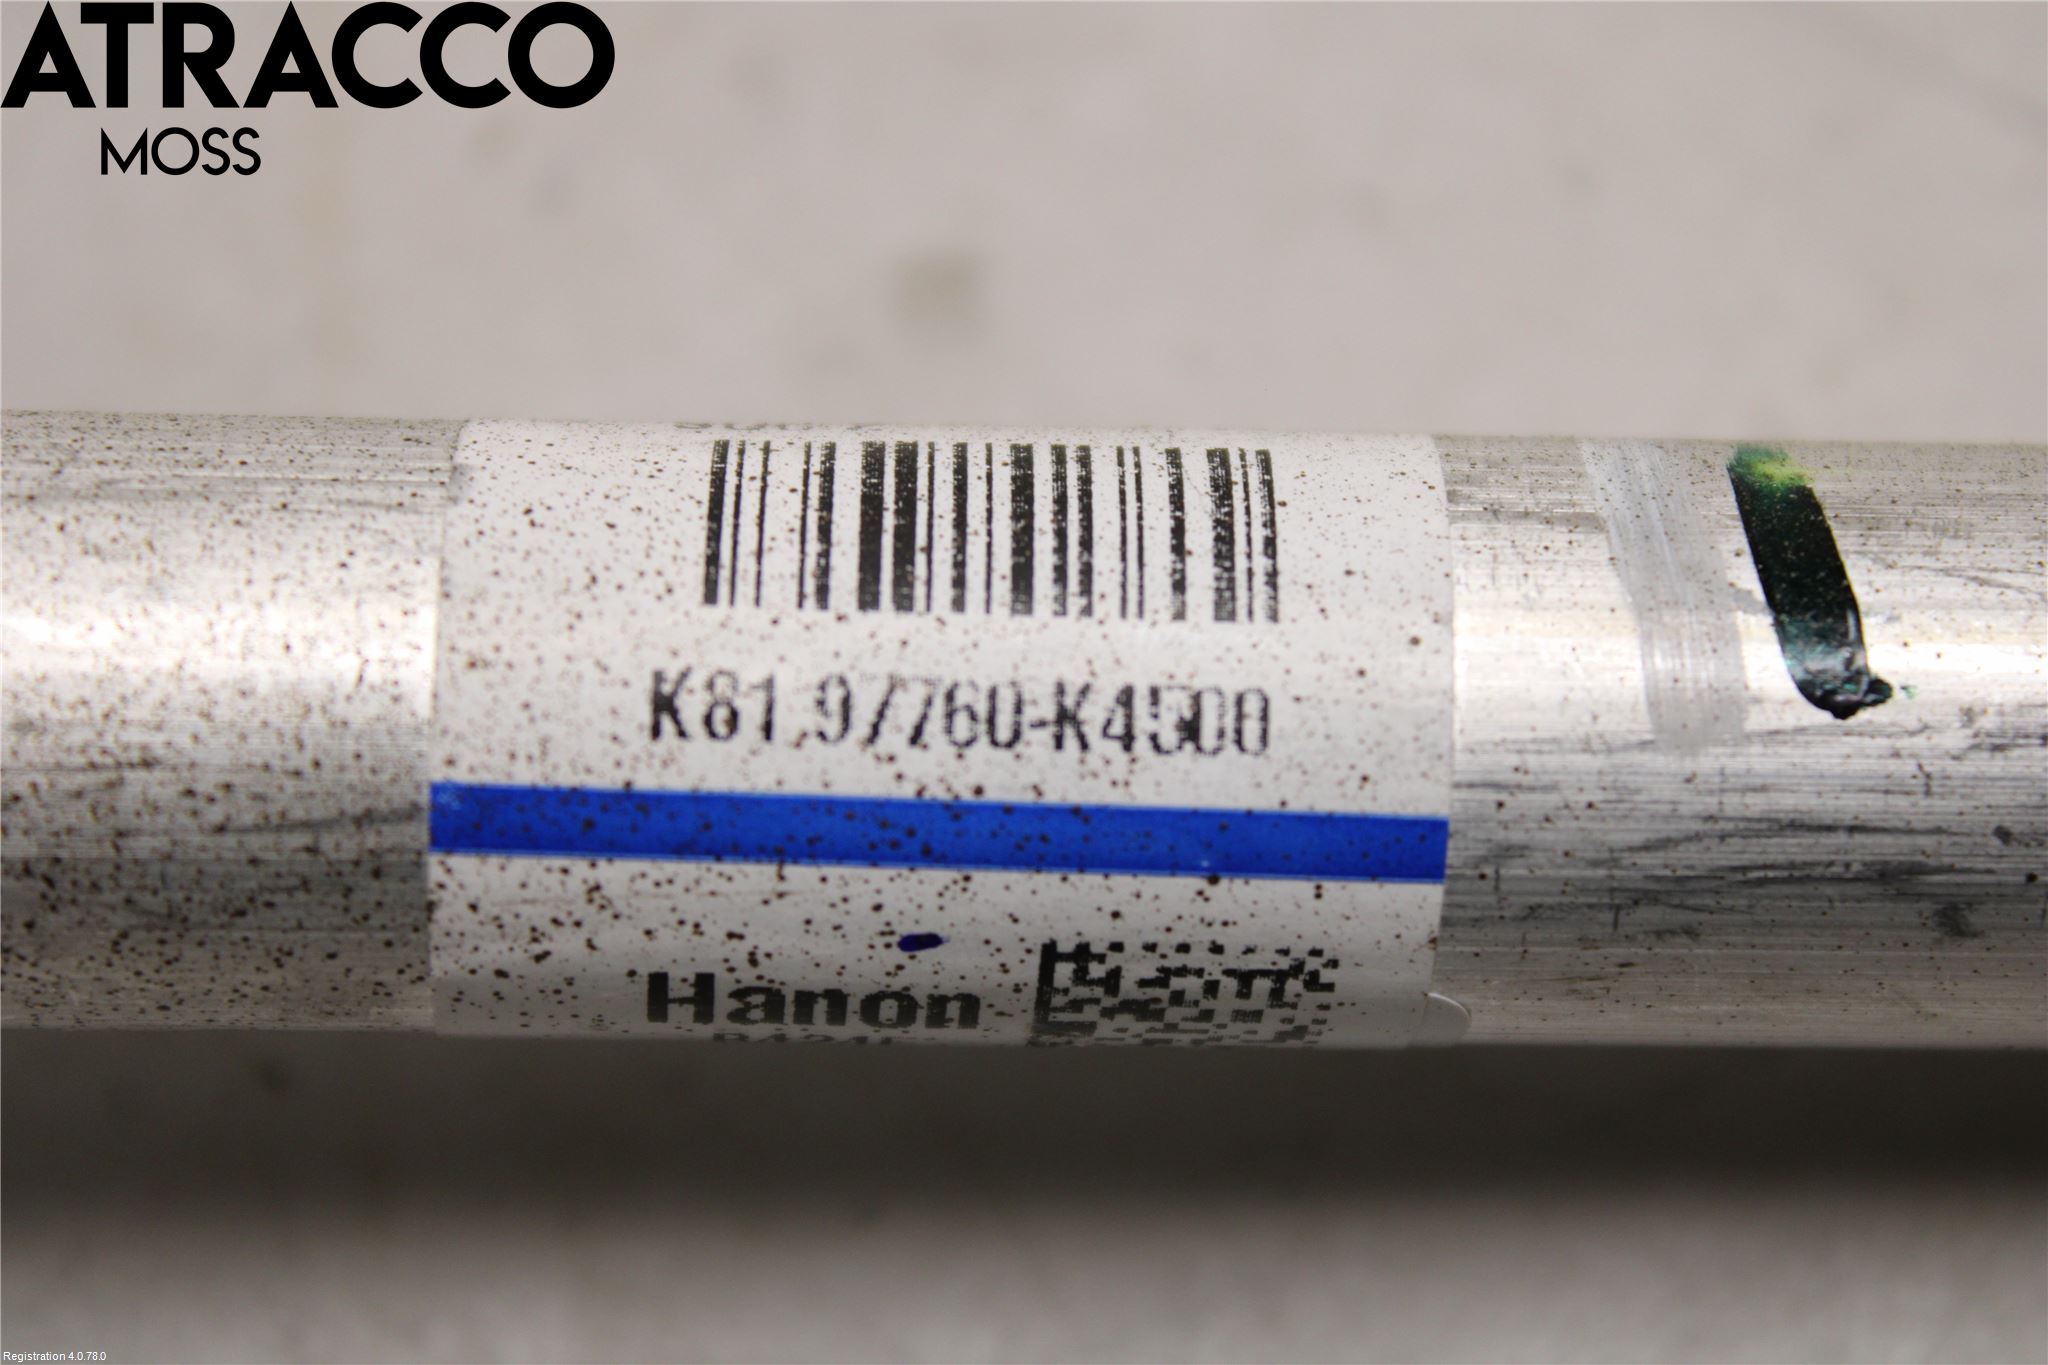 ATRACCO
MOSS
K81.97760-K4500
Hanon
Registration 4.0.78.0